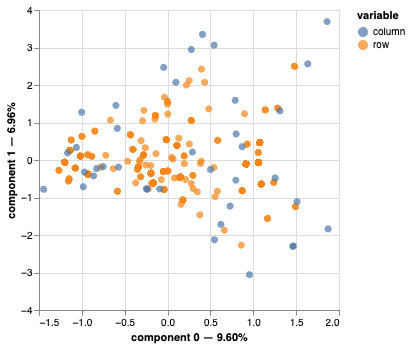 variable
column
row
4
3
2
1
0
−1
−2
−3
−4
component 1 — 6.96%
−1.5 −1.0 −0.5 0.0 0.5 1.0 1.5 2.0
component 0 — 9.60%